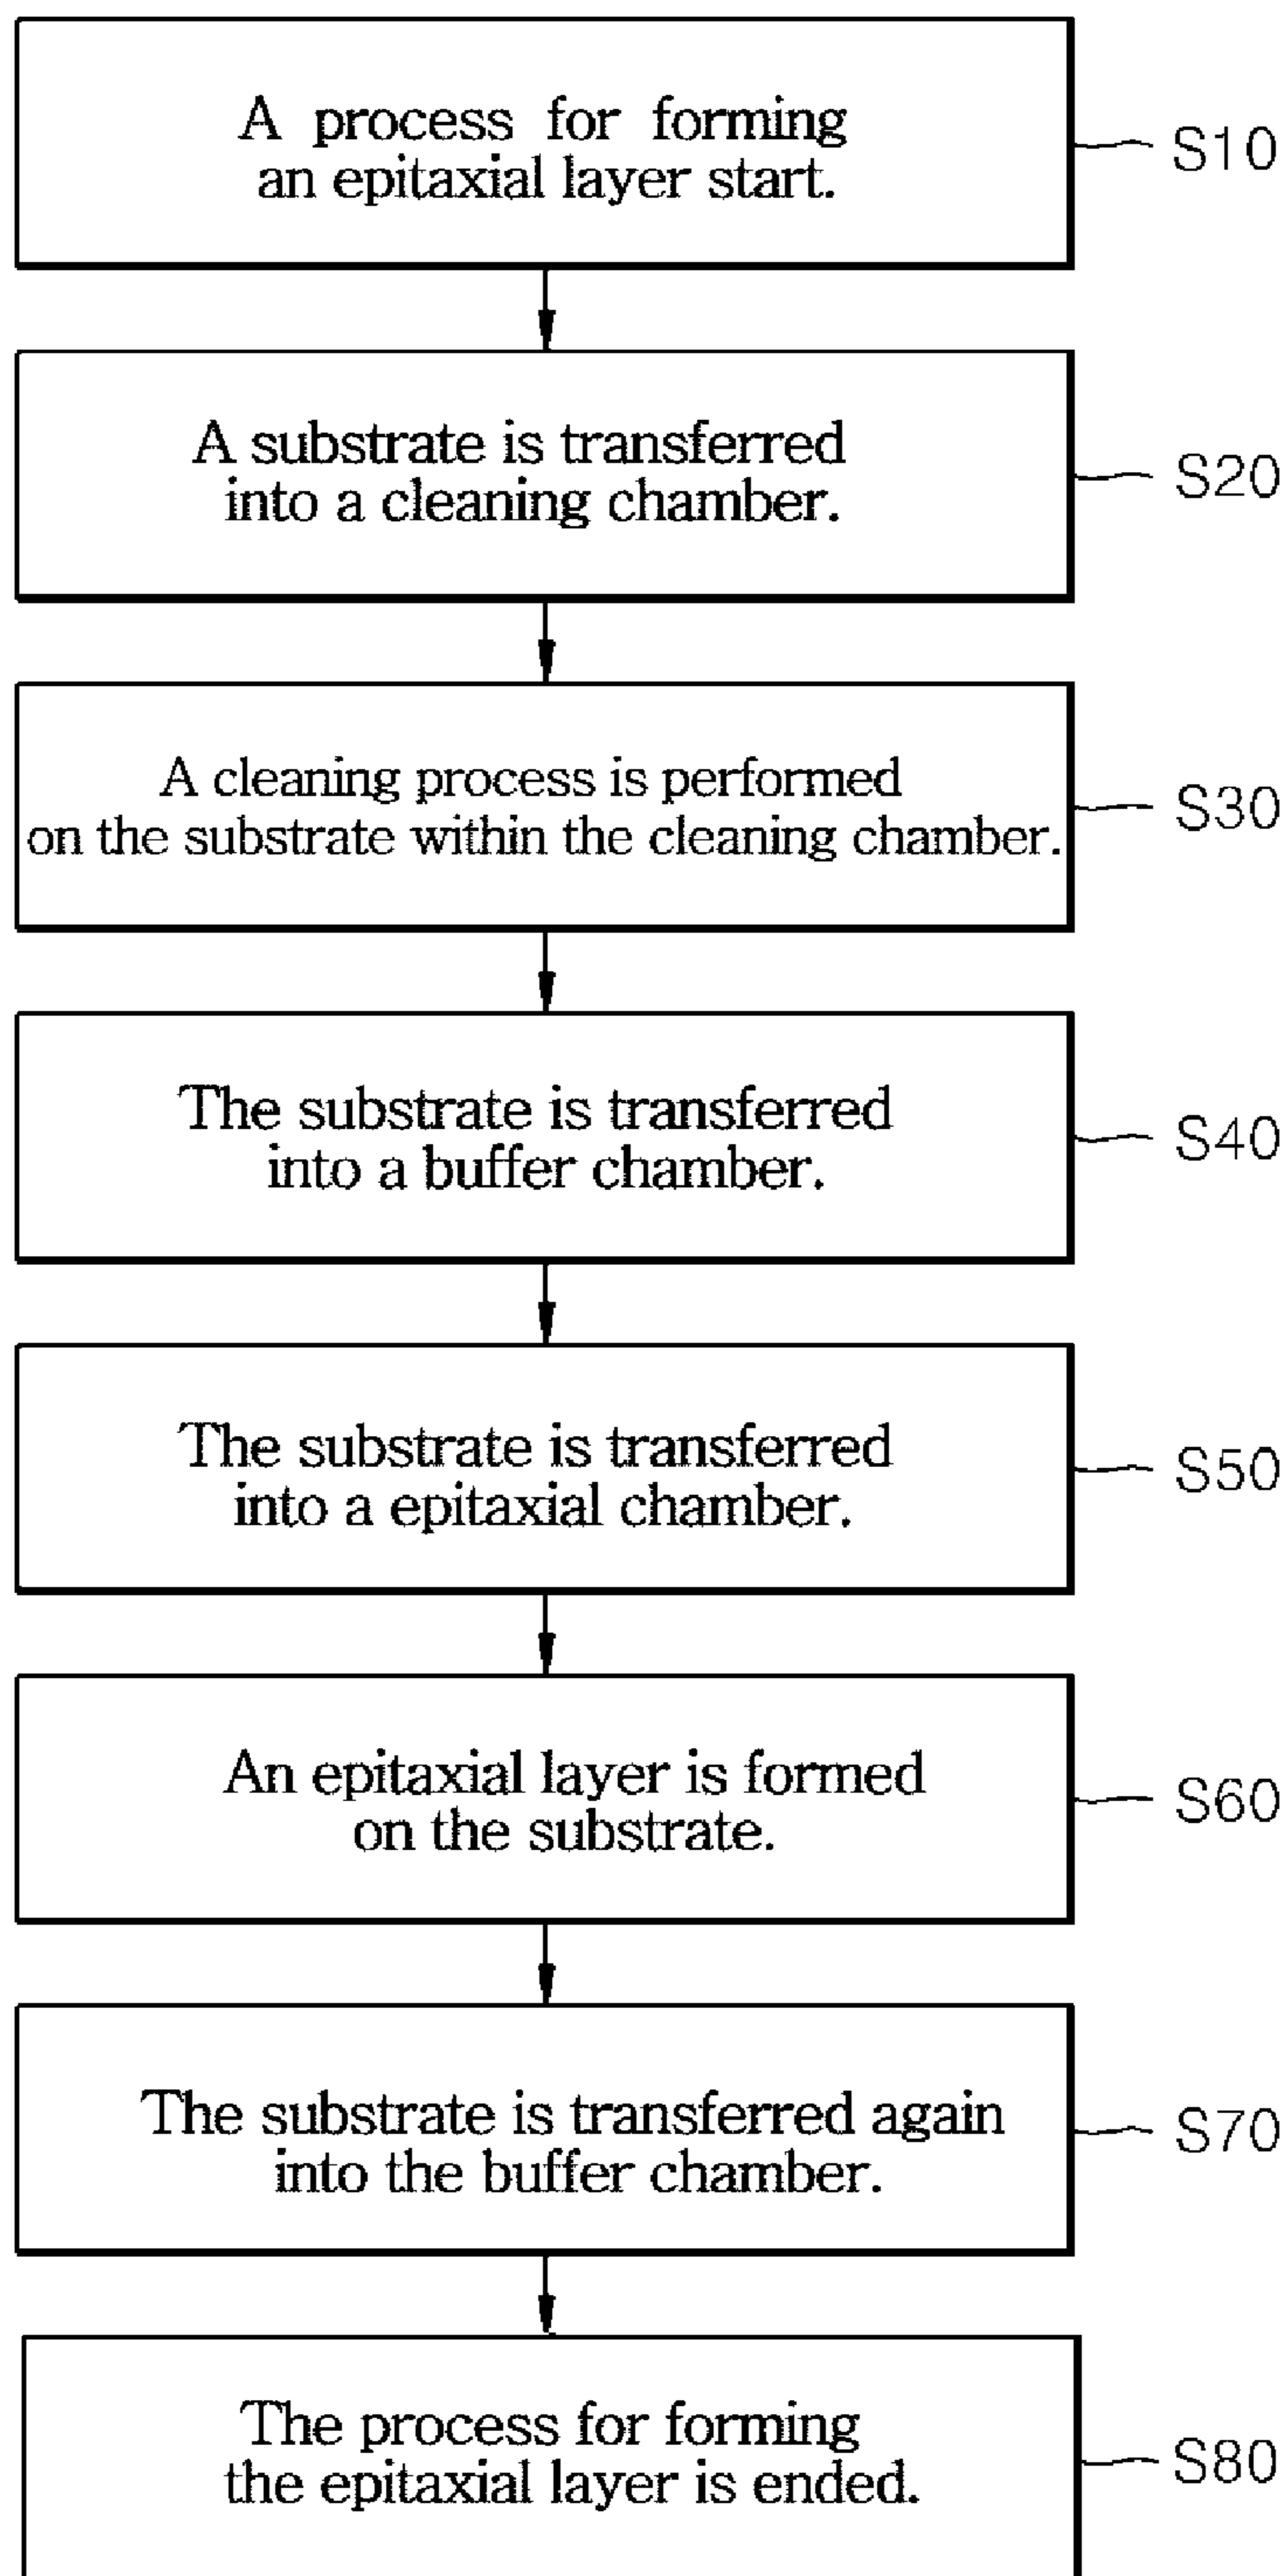 A process for forming
an epitaxial layer start.
S10
A substrate is transferred
into a cleaning chamber.
S20
A cleaning process is performed
on the substrate within the cleaning chamber.
S30
The substrate is transferred
into a buffer chamber.
S40
The substrate is transferred
into a epitaxial chamber.
S50
An epitaxial layer is formed
on the substrate.
S60
The substrate is transferred again
into the buffer chamber.
S70
The process for forming
the epitaxial layer is ended.
S80